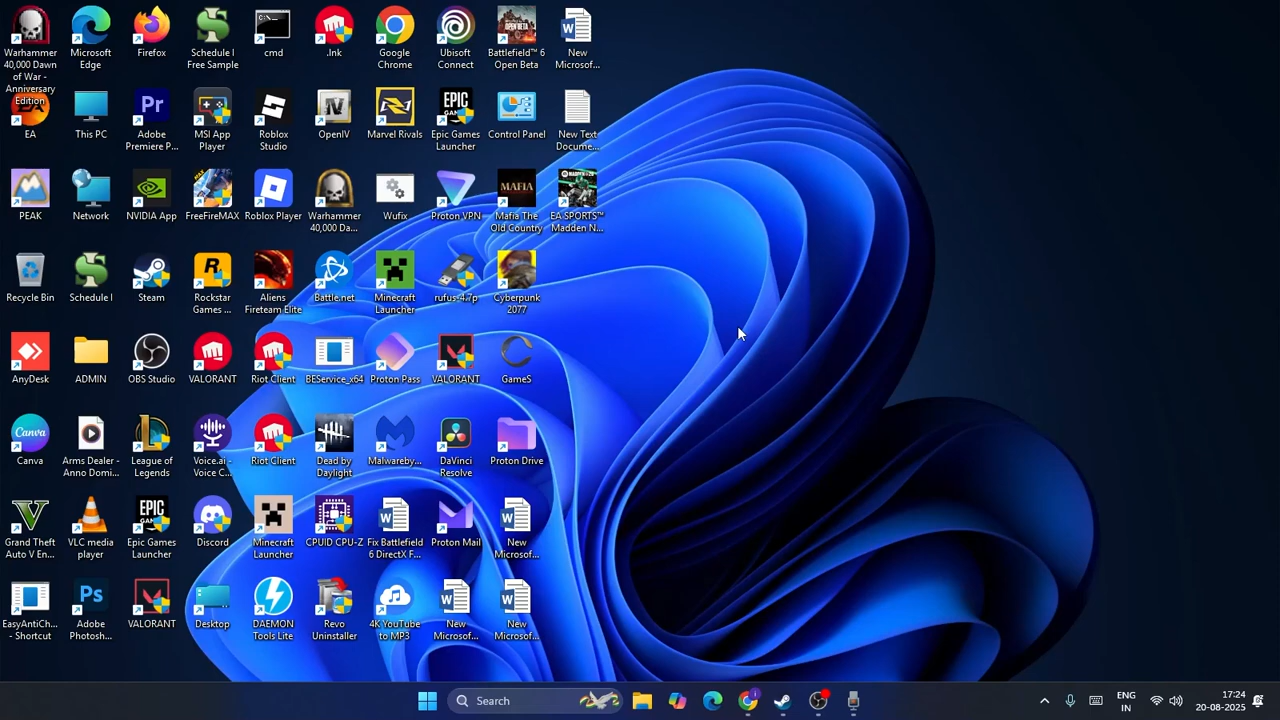 Warhammer
40,000 Dawn
of War -
Anniversary
Edition
Microsoft
Edge
Firefox
Schedule I
Free Sample
cmd
.lnk
Google
Chrome
Ubisoft
Connect
Battlefield™ 6
Open Beta
New
Microsof...
EA
This PC
Adobe
Premiere P...
MSI App
Player
Roblox
Studio
OpenIV
Marvel Rivals
Epic Games
Launcher
Control Panel
New Text
Docume...
PEAK
Network
NVIDIA App
FreeFireMAX
Roblox Player
Warhammer
40,000 Da...
Wufix
Proton VPN
Mafia The
Old Country
EA SPORTS™
Madden N...
Recycle Bin
Schedule I
Steam
Rockstar
Games ...
Aliens
Fireteam Elite
Battle.net
Minecraft
Launcher
rufus-4.7p
Cyberpunk
2077
AnyDesk
ADMIN
OBS Studio
VALORANT
Riot Client
BEService_x64
Proton Pass
VALORANT
GameS
Canva
Arms Dealer -
Anno Domi...
League of
Legends
Voice.ai -
Voice C...
Riot Client
Dead by
Daylight
Malwareby...
DaVinci
Resolve
Proton Drive
Grand Theft
Auto V En...
VLC media
player
Epic Games
Launcher
Discord
Minecraft
Launcher
CPUID CPU-Z
Fix Battlefield
6 DirectX F...
Proton Mail
New
Microsof...
EasyAntiCh...
- Shortcut
Adobe
Photosh...
VALORANT
Desktop
DAEMON
Tools Lite
Revo
Uninstaller
4K YouTube
to MP3
New
Microsof...
New
Microsof...
Search
ENG
IN
17:24
20-08-2025